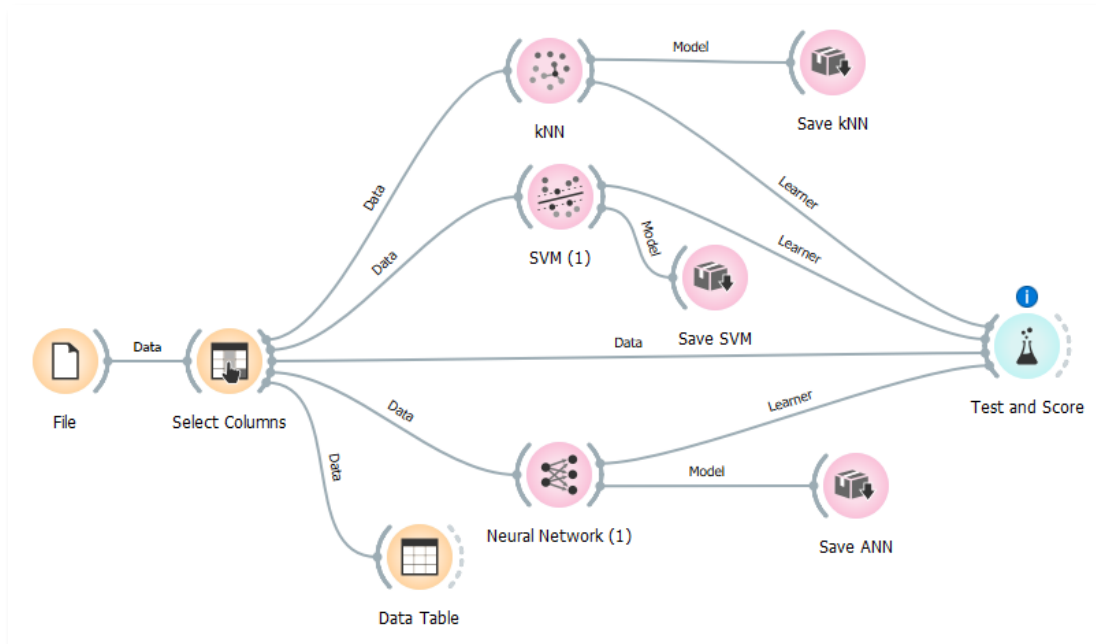 Model
kNN
Save kNN
Data
Learner
SVM (1)
Data
Model
Learner
Save SVM
File
Data
Select Columns
Data
i
Test and Score
Data
Data
Neural Network (1)
Learner
Model
Save ANN
Data Table